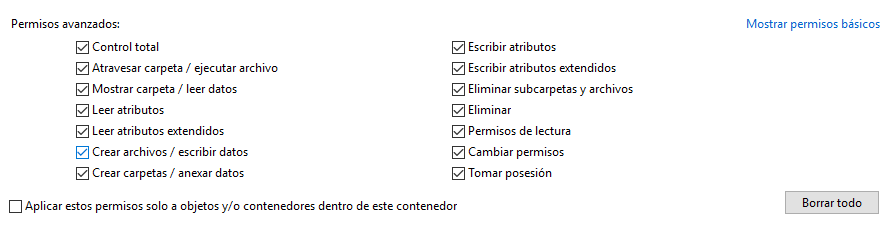 Permisos avanzados:
Mostrar permisos básicos
Control total
Atravesar carpeta / ejecutar archivo
Mostrar carpeta / leer datos
Leer atributos
Leer atributos extendidos
Crear archivos / escribir datos
Crear carpetas / anexar datos
Escribir atributos
Escribir atributos extendidos
Eliminar subcarpetas y archivos
Eliminar
Permisos de lectura
Cambiar permisos
Tomar posesión
Aplicar estos permisos solo a objetos y/o contenedores dentro de este contenedor
Borrar todo